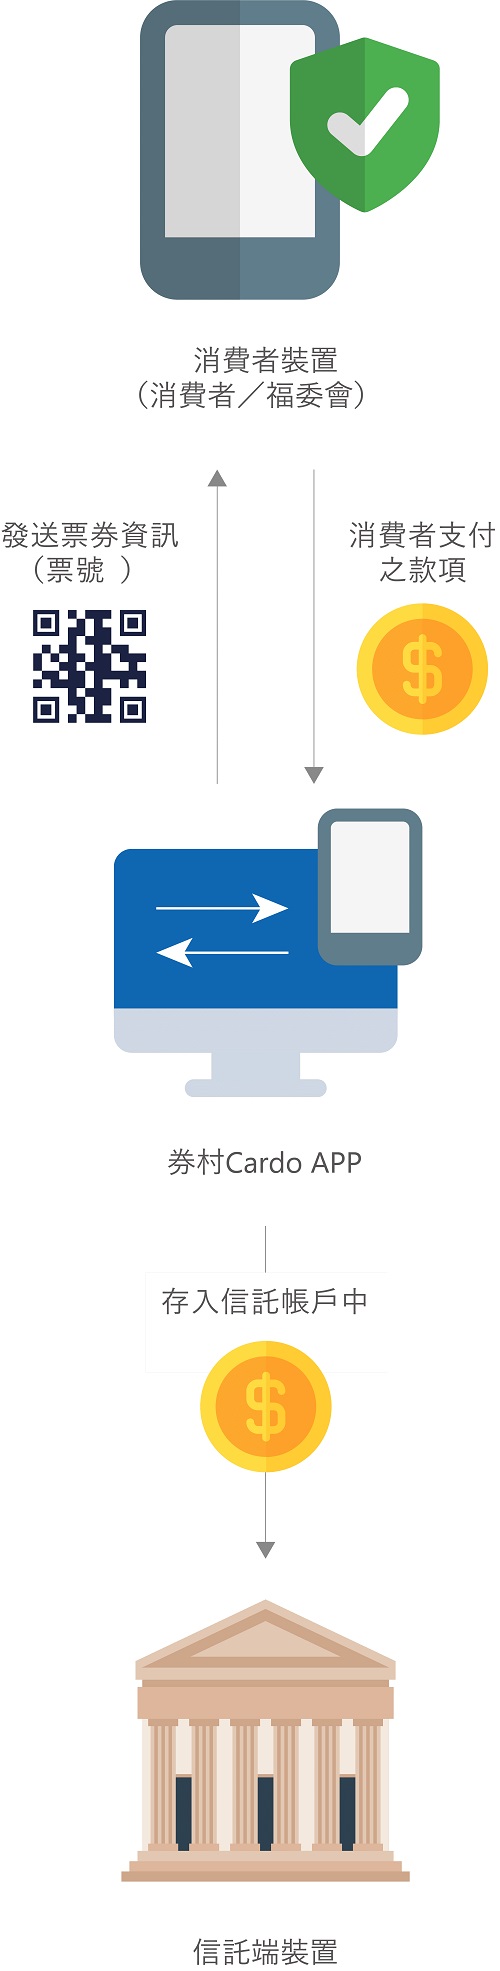 消費者裝置
（消費者／福委會）
發送票券資訊
（票號 ）
消費者支付
之款項
券村Cardo APP
存入信託帳戶中
信託端裝置